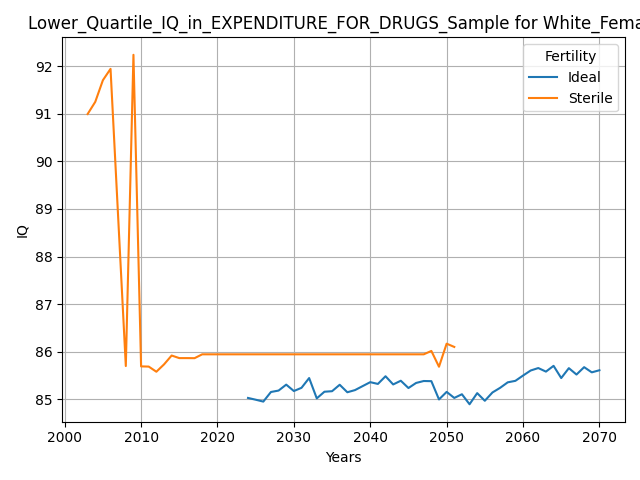 Lower_Quartile_IQ_in_EXPENDITURE_FOR_DRUGS_Sample for White_Fema
Fertility
Ideal
Sterile
IQ
92
91
90
89
88
87
86
85
2000 2010 2020 2030 2040 2050 2060 2070
Years